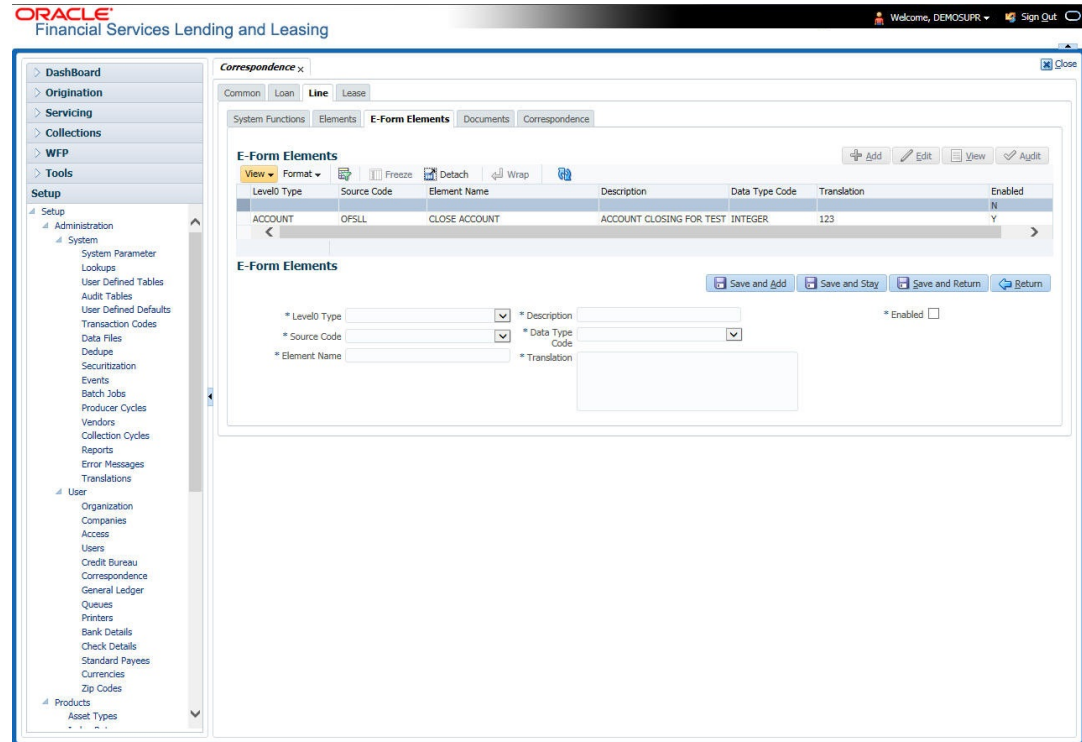 ORACLE®
Financial Services Lending and Leasing
Welcome, DEMOSUPR
Sign Out
Close
DashBoard
Origination
Servicing
Collections
WFP
Tools
Setup
Setup
Administration
System
System Parameter
Lookups
User Defined Tables
Audit Tables
User Defined Defaults
Transaction Codes
Data Files
Dedupe
Securitization
Events
Batch Jobs
Producer Cycles
Vendors
Collection Cycles
Reports
Error Messages
Translations
User
Organization
Companies
Access
Users
Credit Bureau
Correspondence
General Ledger
Queues
Printers
Bank Details
Check Details
Standard Payees
Currencies
Zip Codes
Products
Asset Types
Correspondence x
Common Loan Line Lease
System Functions Elements E-Form Elements Documents Correspondence
E-Form Elements
Add Edit View Audit
View Format Freeze Detach Wrap
Level0 Type Source Code Element Name Description Data Type Code Translation Enabled
N
ACCOUNT OFSLL CLOSE ACCOUNT ACCOUNT CLOSING FOR TEST INTEGER 123 Y
E-Form Elements
Save and Add Save and Stay Save and Return Return
* Level0 Type
* Source Code
* Element Name
* Description
* Data Type Code
* Translation
* Enabled